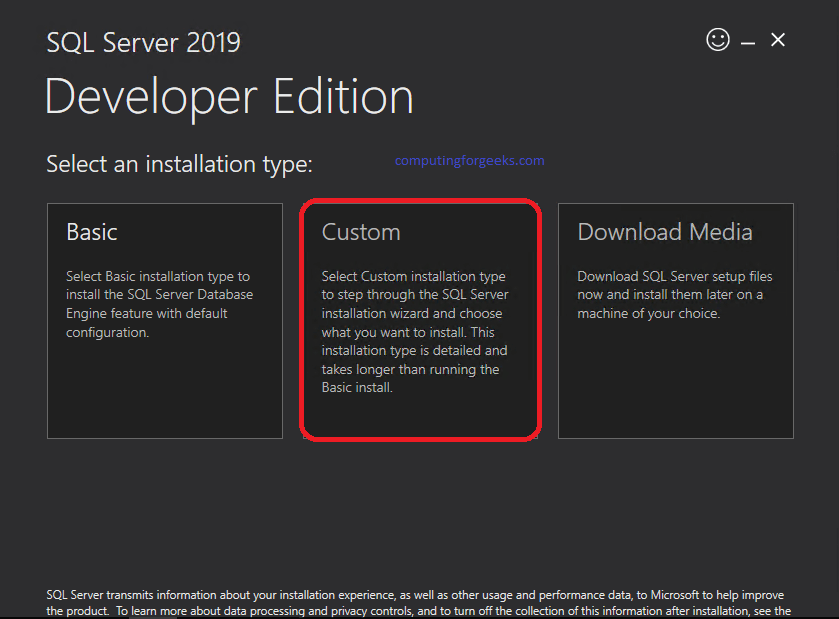 SQL Server 2019
Developer Edition
Select an installation type:
computingforgeeks.com
Basic
Select Basic installation type to
install the SQL Server Database
Engine feature with default
configuration.
Custom
Select Custom installation type
to step through the SQL Server
installation wizard and choose
what you want to install. This
installation type is detailed and
takes longer than running the
Basic install.
Download Media
Download SQL Server setup files
now and install them later on a
machine of your choice.
SQL Server transmits information about your installation experience, as well as other usage and performance data, to Microsoft to help improve
the product. To learn more about data processing and privacy controls, and to turn off the collection of this information after installation, see the